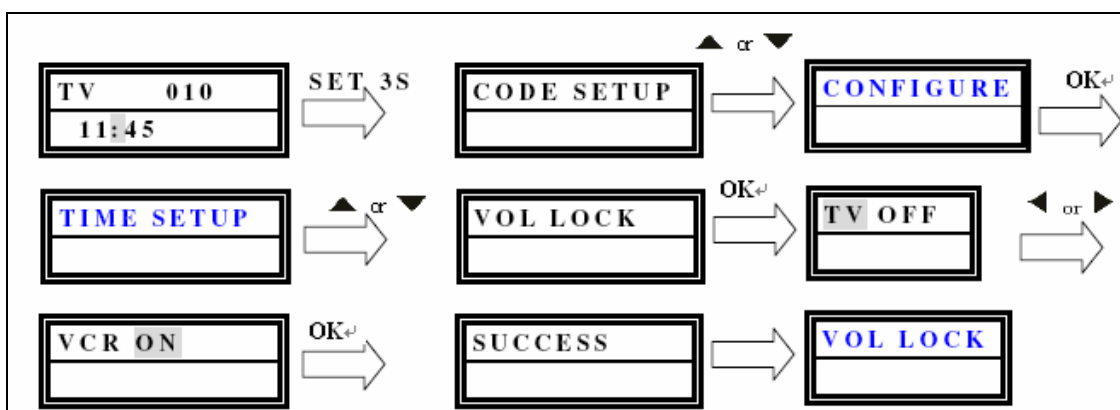 ▲ or ▼
TV 010
11:45
SET 3S
CODE SETUP
CONFIGURE
OK↵
TIME SETUP
▲ or ▼
VOL LOCK
OK↵
TV OFF
◄ or ►
VCR ON
OK↵
SUCCESS
VOL LOCK